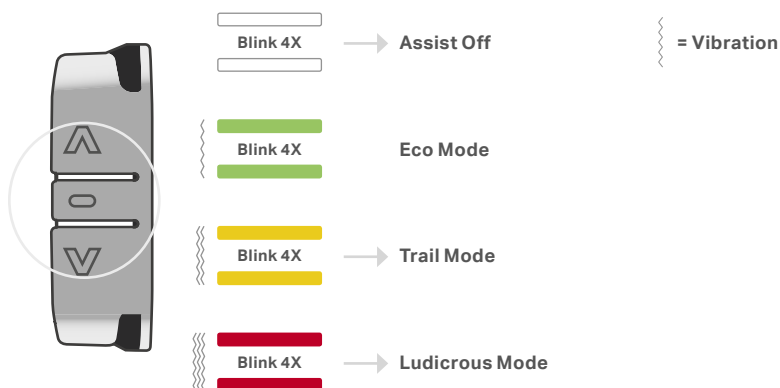 Blink 4X Assist Off
= Vibration
Blink 4X Eco Mode
Blink 4X Trail Mode
Blink 4X Ludicrous Mode